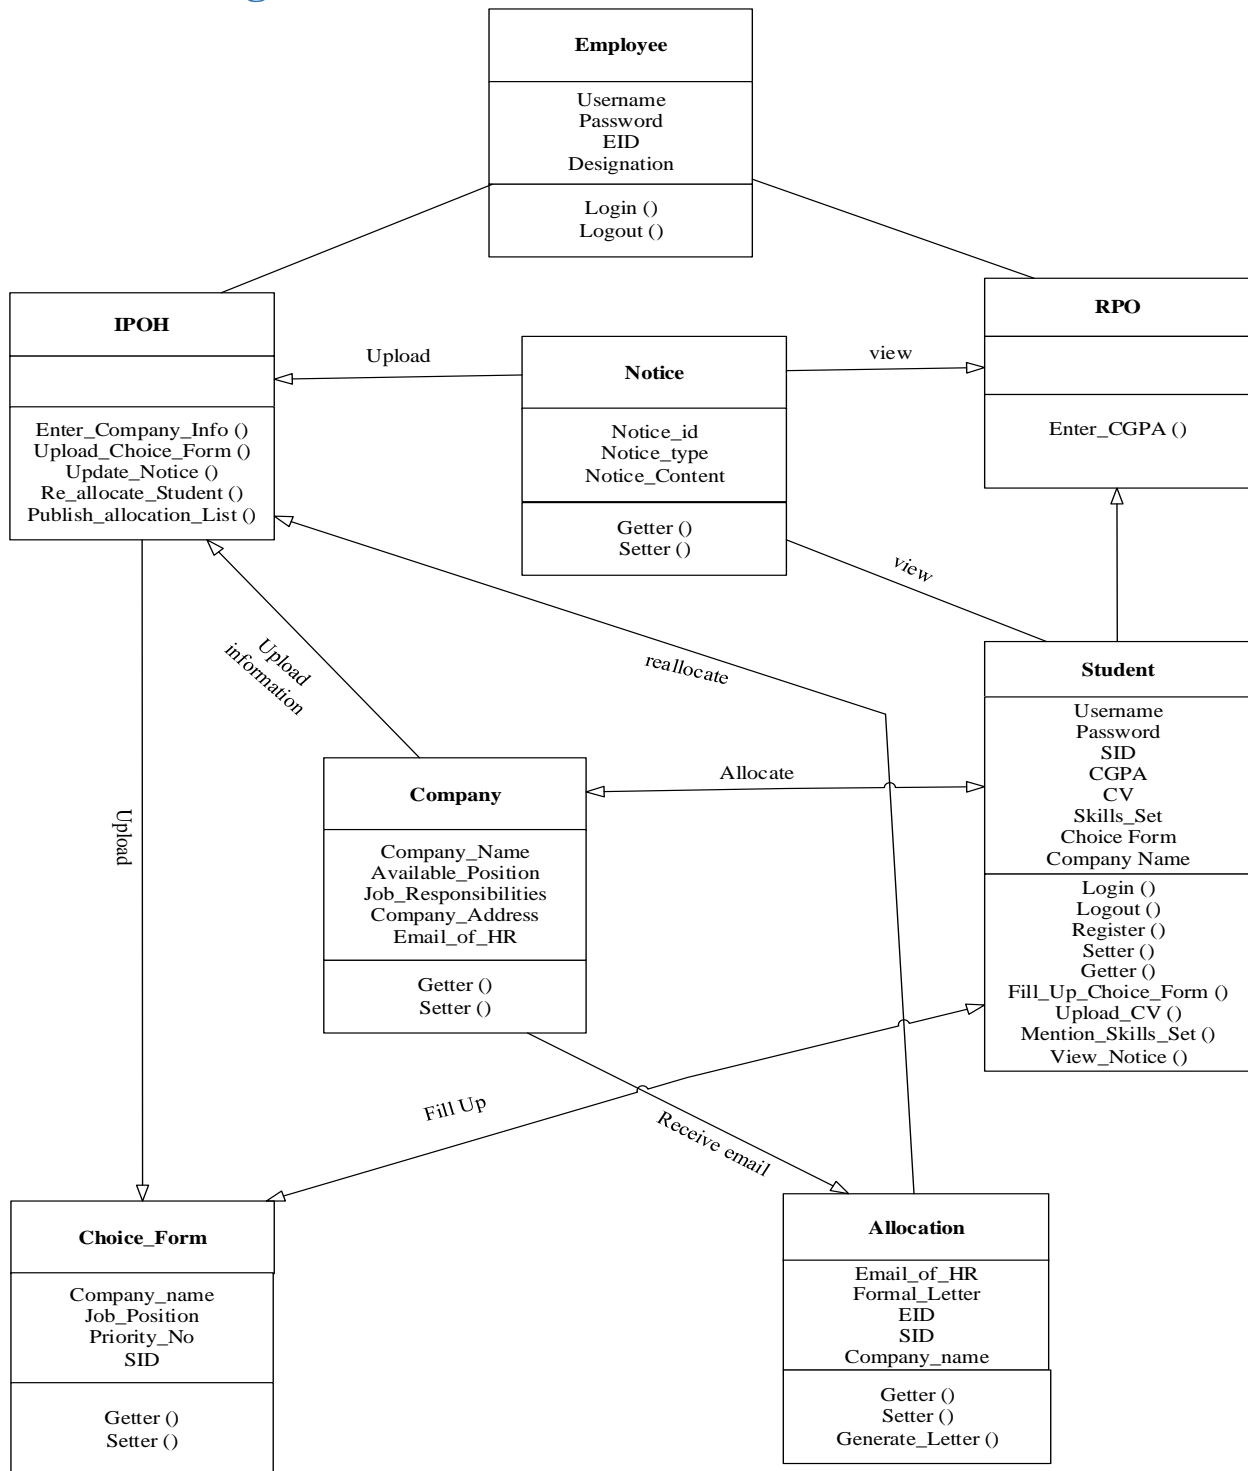 Employee
Username
Password
EID
Designation
Login ()
Logout ()
IPOH
Enter_Company_Info ()
Upload_Choice_Form ()
Update_Notice ()
Re_allocate_Student ()
Publish_allocation_List ()
Upload
Notice
Notice_id
Notice_type
Notice_Content
Getter ()
Setter ()
view
RPO
Enter_CGPA ()
view
Upload
information
reallocate
Student
Username
Password
SID
CGPA
CV
Skills_Set
Choice Form
Company Name
Login ()
Logout ()
Register ()
Setter ()
Getter ()
Fill_Up_Choice_Form ()
Upload_CV ()
Mention_Skills_Set ()
View_Notice ()
Allocate
Company
Company_Name
Available_Position
Job_Responsibilities
Company_Address
Email_of_HR
Getter ()
Setter ()
Upload
Fill Up
Receive email
Choice_Form
Company_name
Job_Position
Priority_No
SID
Getter ()
Setter ()
Allocation
Email_of_HR
Formal_Letter
EID
SID
Company_name
Getter ()
Setter ()
Generate_Letter ()